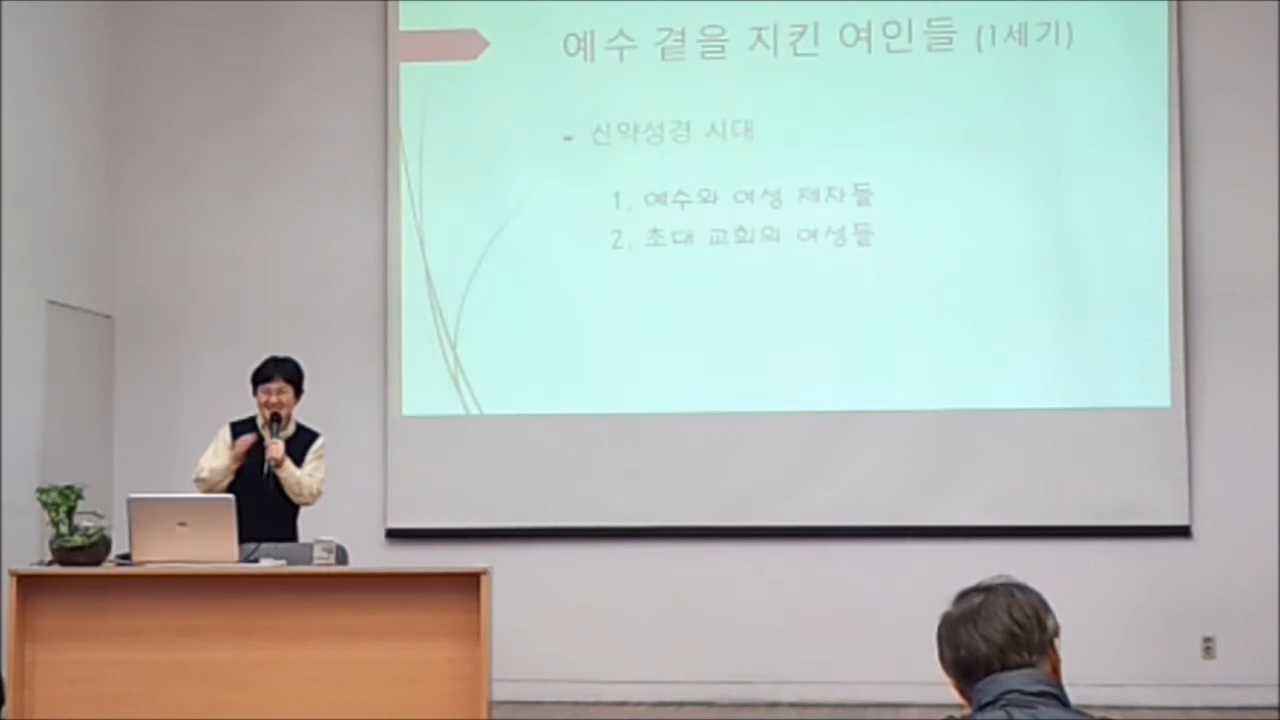 예수 곁을 지킨 여인들 (1세기)
- 신약성경 시대
1. 예수와 여성 제자들
2. 초대 교회의 여성들